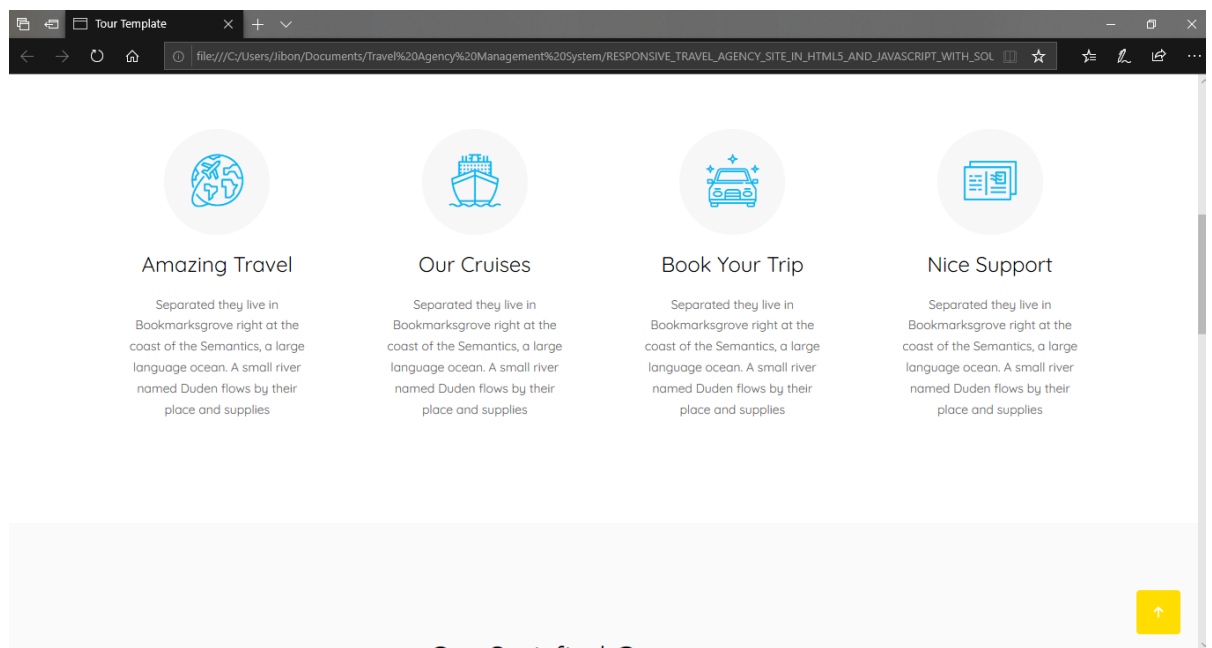 Tour Template
file:///C:/Users/Jibon/Documents/Travel%20Agency%20Management%20System/RESPONSIVE_TRAVEL_AGENCY_SITE_IN_HTML5_AND_JAVASCRIPT_WITH_SOU
Amazing Travel
Separated they live in
Bookmarksgrove right at the
coast of the Semantics, a large
language ocean. A small river
named Duden flows by their
place and supplies
Our Cruises
Separated they live in
Bookmarksgrove right at the
coast of the Semantics, a large
language ocean. A small river
named Duden flows by their
place and supplies
Book Your Trip
Separated they live in
Bookmarksgrove right at the
coast of the Semantics, a large
language ocean. A small river
named Duden flows by their
place and supplies
Nice Support
Separated they live in
Bookmarksgrove right at the
coast of the Semantics, a large
language ocean. A small river
named Duden flows by their
place and supplies